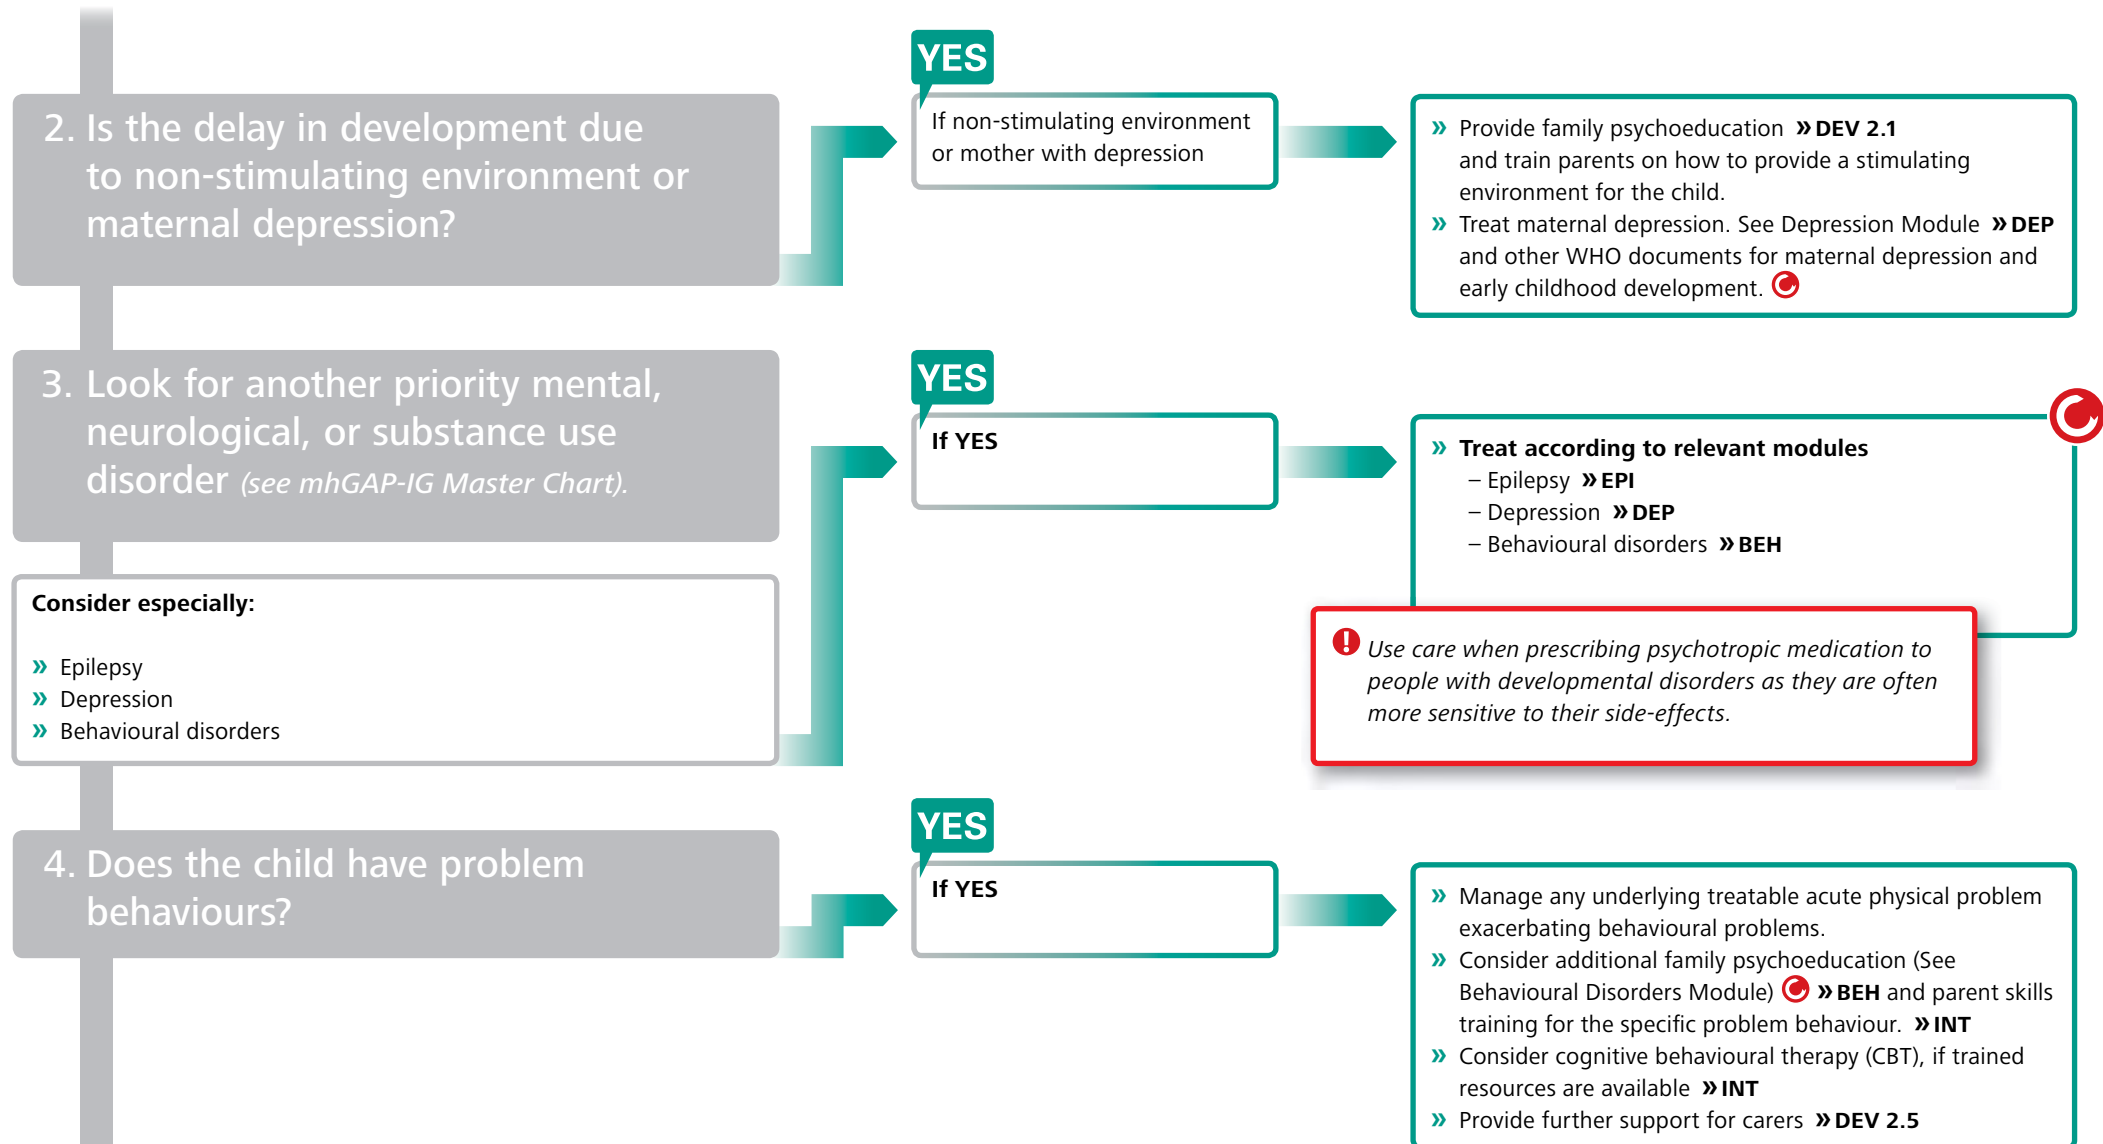 YES
2. Is the delay in development due
to non-stimulating environment or
maternal depression?
If non-stimulating environment
or mother with depression
» Provide family psychoeducation » DEV 2.1
and train parents on how to provide a stimulating
environment for the child.
» Treat maternal depression. See Depression Module » DEP
and other WHO documents for maternal depression and
early childhood development.
YES
3. Look for another priority mental,
neurological, or substance use
disorder (see mhGAP-IG Master Chart).
Consider especially:
» Epilepsy
» Depression
» Behavioural disorders
If YES
» Treat according to relevant modules
– Epilepsy » EPI
– Depression » DEP
– Behavioural disorders » BEH
Use care when prescribing psychotropic medication to
people with developmental disorders as they are often
more sensitive to their side-effects.
YES
4. Does the child have problem
behaviours?
If YES
» Manage any underlying treatable acute physical problem
exacerbating behavioural problems.
» Consider additional family psychoeducation (See
Behavioural Disorders Module) » BEH and parent skills
training for the specific problem behaviour. » INT
» Consider cognitive behavioural therapy (CBT), if trained
resources are available » INT
» Provide further support for carers » DEV 2.5